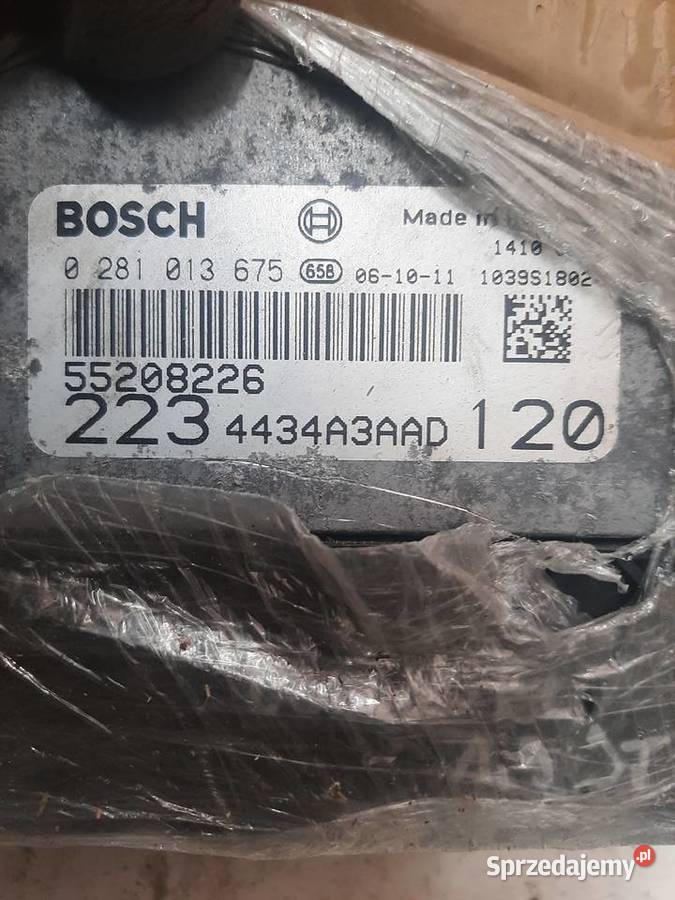 BOSCH Made in
1410
0 281 013 675 658 06-10-11 1039S1802
55208226
223 4434A3AAD 120
Sprzedajemy.pl